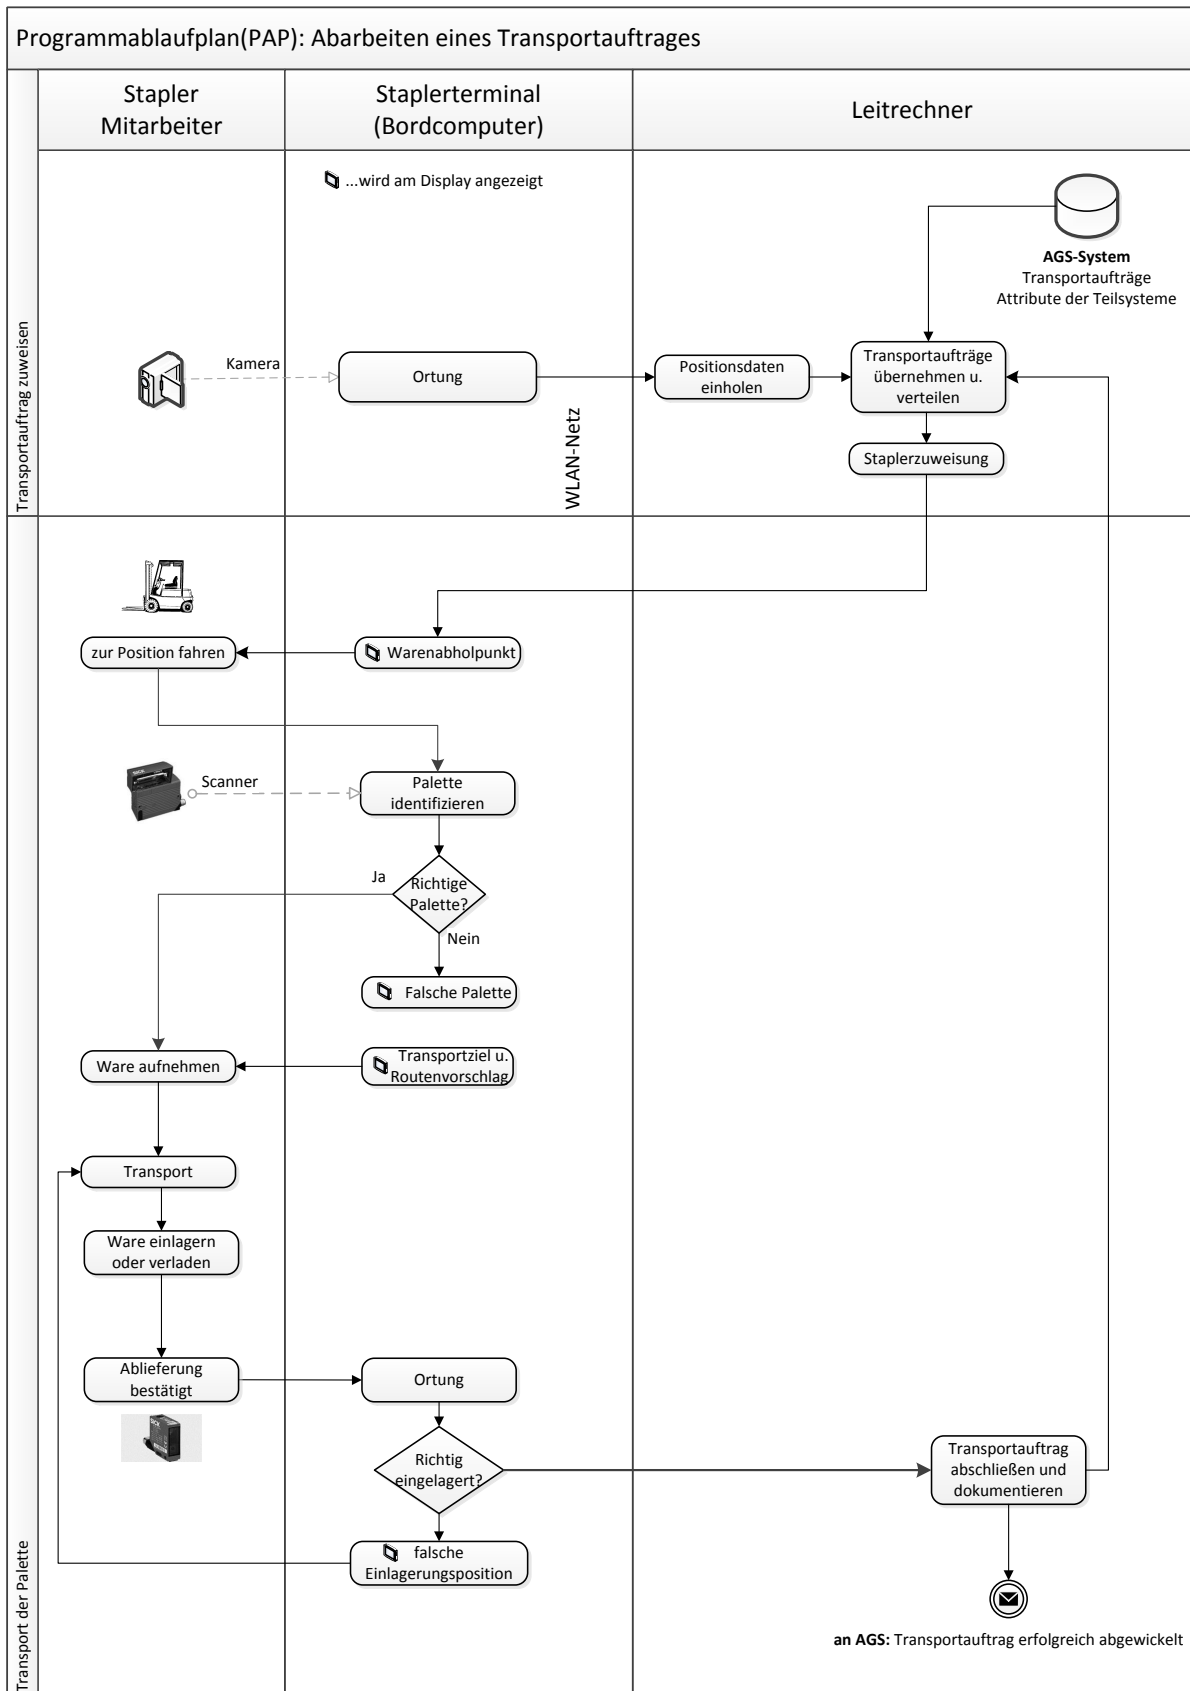 Programmablaufplan(PAP): Abarbeiten eines Transportauftrages
Stapler
Mitarbeiter
Staplerterminal
(Bordcomputer)
Leitrechner
Transportauftrag zuweisen
...wird am Display angezeigt
AGS-System
Transportaufträge
Attribute der Teilsysteme
Kamera
Ortung
Positionsdaten
einholen
Transportaufträge
übernehmen u.
verteilen
WLAN-Netz
Staplerzuweisung
Transport der Palette
zur Position fahren
Warenabholpunkt
Scanner
SICK
Palette
identifizieren
Ja
Richtige
Palette?
Nein
Falsche Palette
Ware aufnehmen
Transportziel u.
Routenvorschlag
Transport
Ware einlagern
oder verladen
Ablieferung
bestätigt
Ortung
SICK
Richtig
eingelagert?
Transportauftrag
abschließen und
dokumentieren
falsche
Einlagerungsposition
an AGS: Transportauftrag erfolgreich abgewickelt